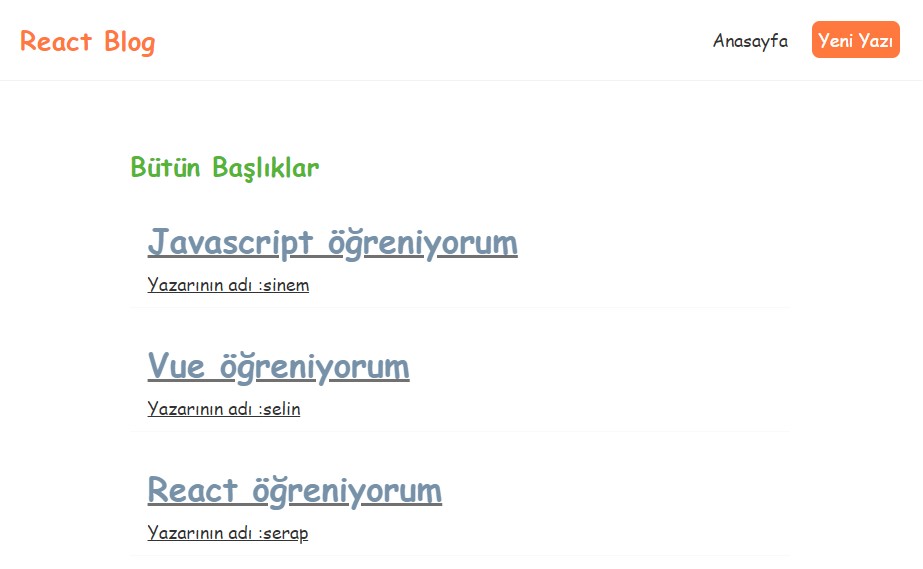 React Blog
Anasayfa
Yeni Yazı
Bütün Başlıklar
Javascript öğreniyorum
Yazarının adı :sinem
Vue öğreniyorum
Yazarının adı :selin
React öğreniyorum
Yazarının adı :serap